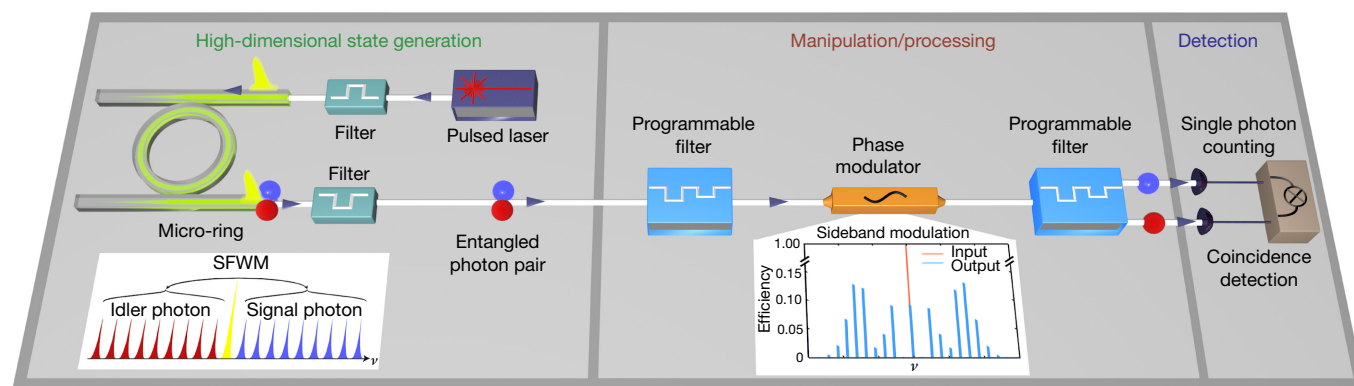 High-dimensional state generation
Manipulation/processing
Detection
Filter
Pulsed laser
Programmable
filter
Phase
modulator
Programmable
filter
Single photon
counting
Filter
Micro-ring
Entangled
photon pair
Coincidence
detection
SFWM
Idler photon
Signal photon
ν
Sideband modulation
1.00
Input
Output
0.10
0.05
0
Efficiency
ν